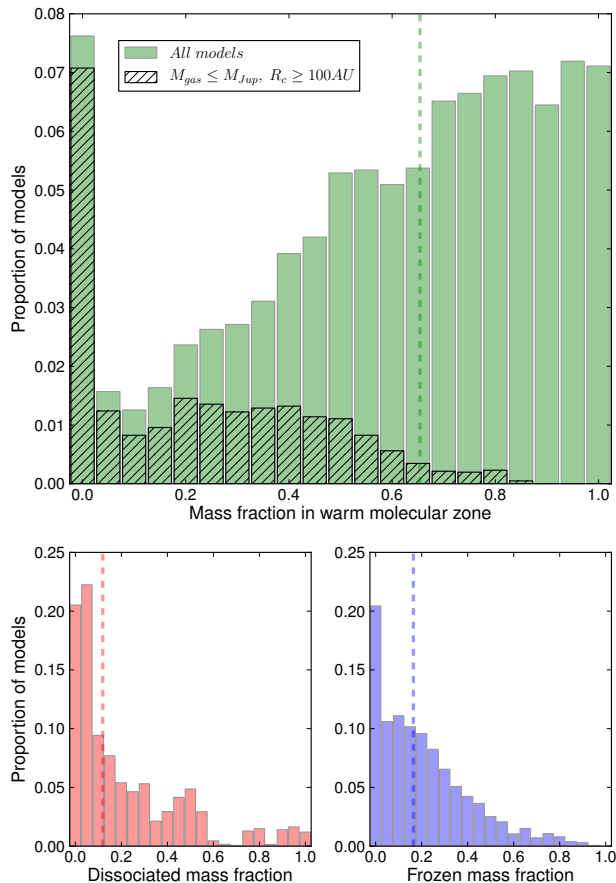 0.08
0.07
0.06
0.05
0.04
0.03
0.02
0.01
0.00
Proportion of models
All models
M_gas ≤ M_Jup, R_c ≥ 100AU
0.0 0.2 0.4 0.6 0.8 1.0
Mass fraction in warm molecular zone
0.25
0.20
0.15
0.10
0.05
0.00
Proportion of models
0.0 0.2 0.4 0.6 0.8 1.0
Dissociated mass fraction
0.25
0.20
0.15
0.10
0.05
0.00
0.0 0.2 0.4 0.6 0.8 1.0
Frozen mass fraction